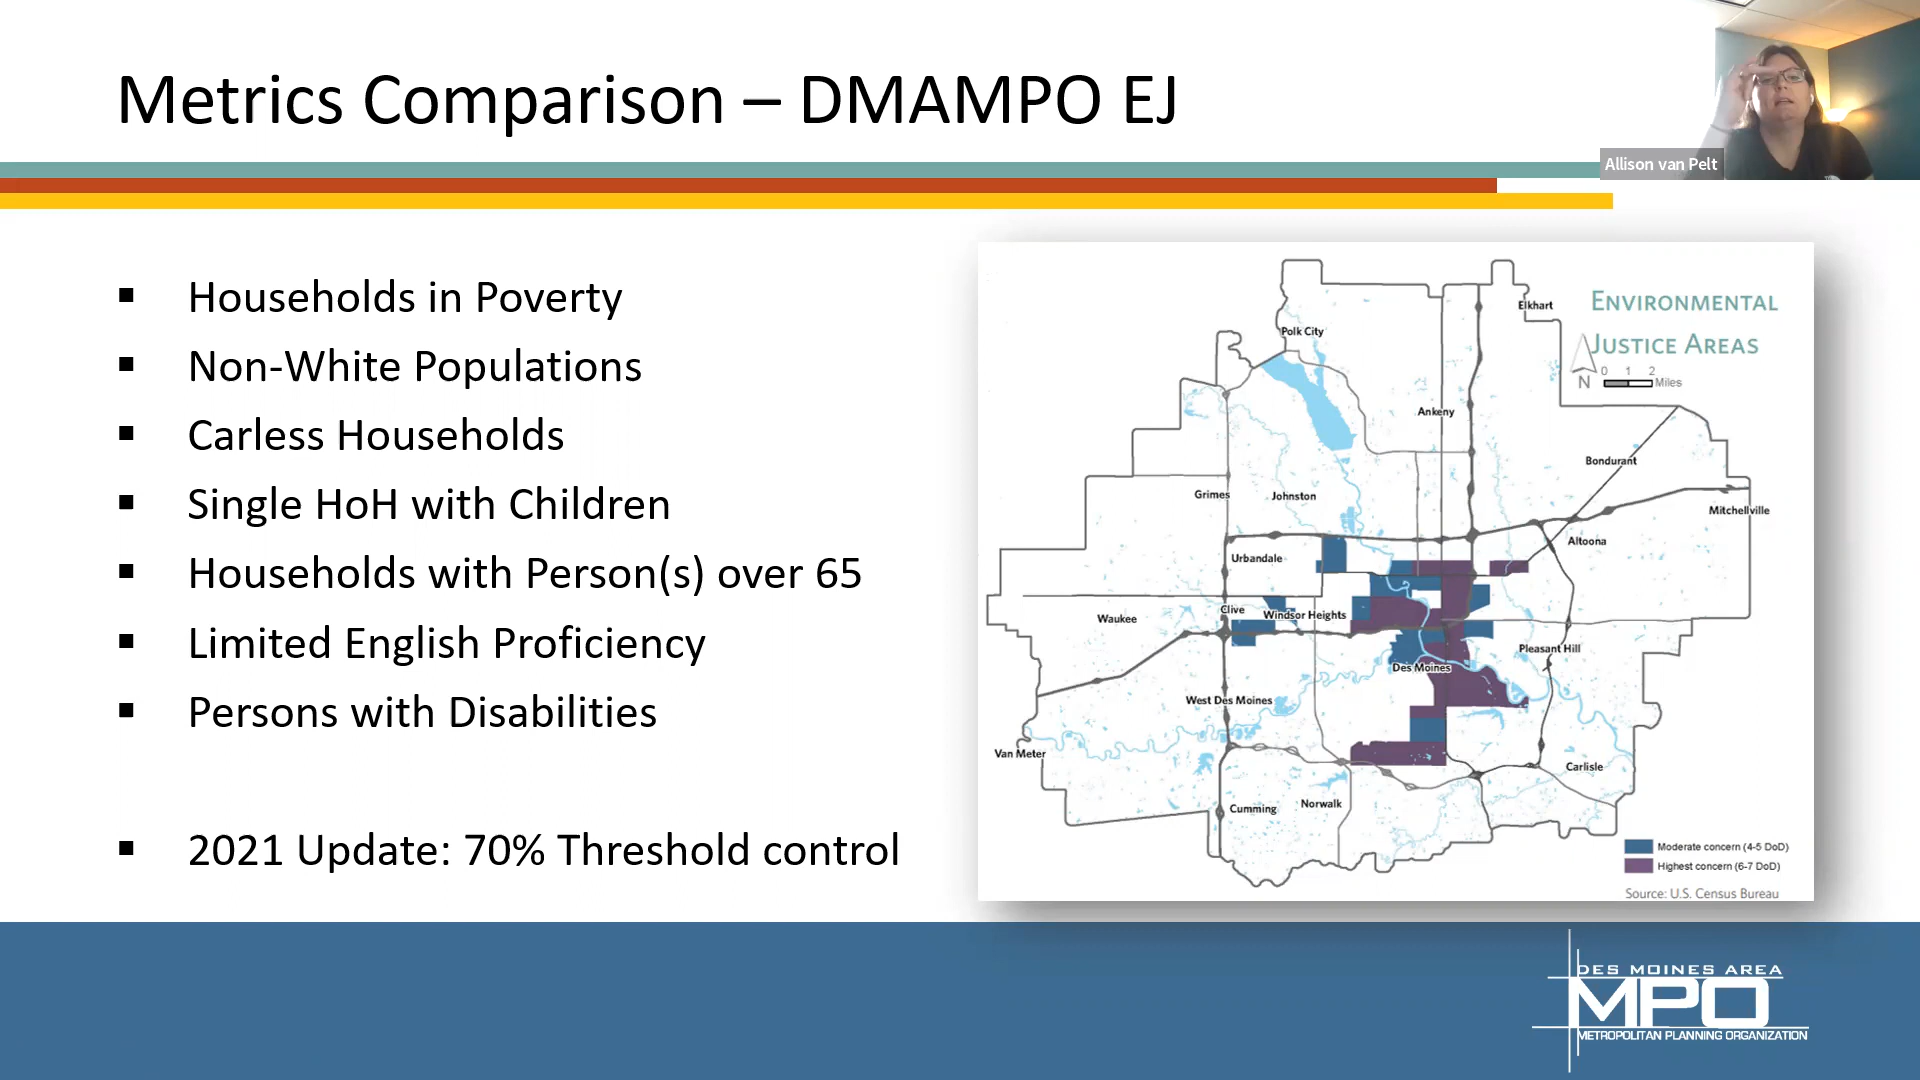 Metrics Comparison – DMAMPO EJ
Allison van Pelt
▪ Households in Poverty
▪ Non-White Populations
▪ Carless Households
▪ Single HoH with Children
▪ Households with Person(s) over 65
▪ Limited English Proficiency
▪ Persons with Disabilities
▪ 2021 Update: 70% Threshold control
ENVIRONMENTAL
JUSTICE AREAS
N
0 1 2
Miles
Elkhart
Polk City
Ankeny
Bondurant
Grimes
Johnston
Mitchellville
Altoona
Urbandale
Clive
Windsor Heights
Waukee
Pleasant Hill
Des Moines
West Des Moines
Van Meter
Carlisle
Cumming
Norwalk
Moderate concern (4-5 DoD)
Highest concern (6-7 DoD)
Source: U.S. Census Bureau
DES MOINES AREA
MPO
METROPOLITAN PLANNING ORGANIZATION